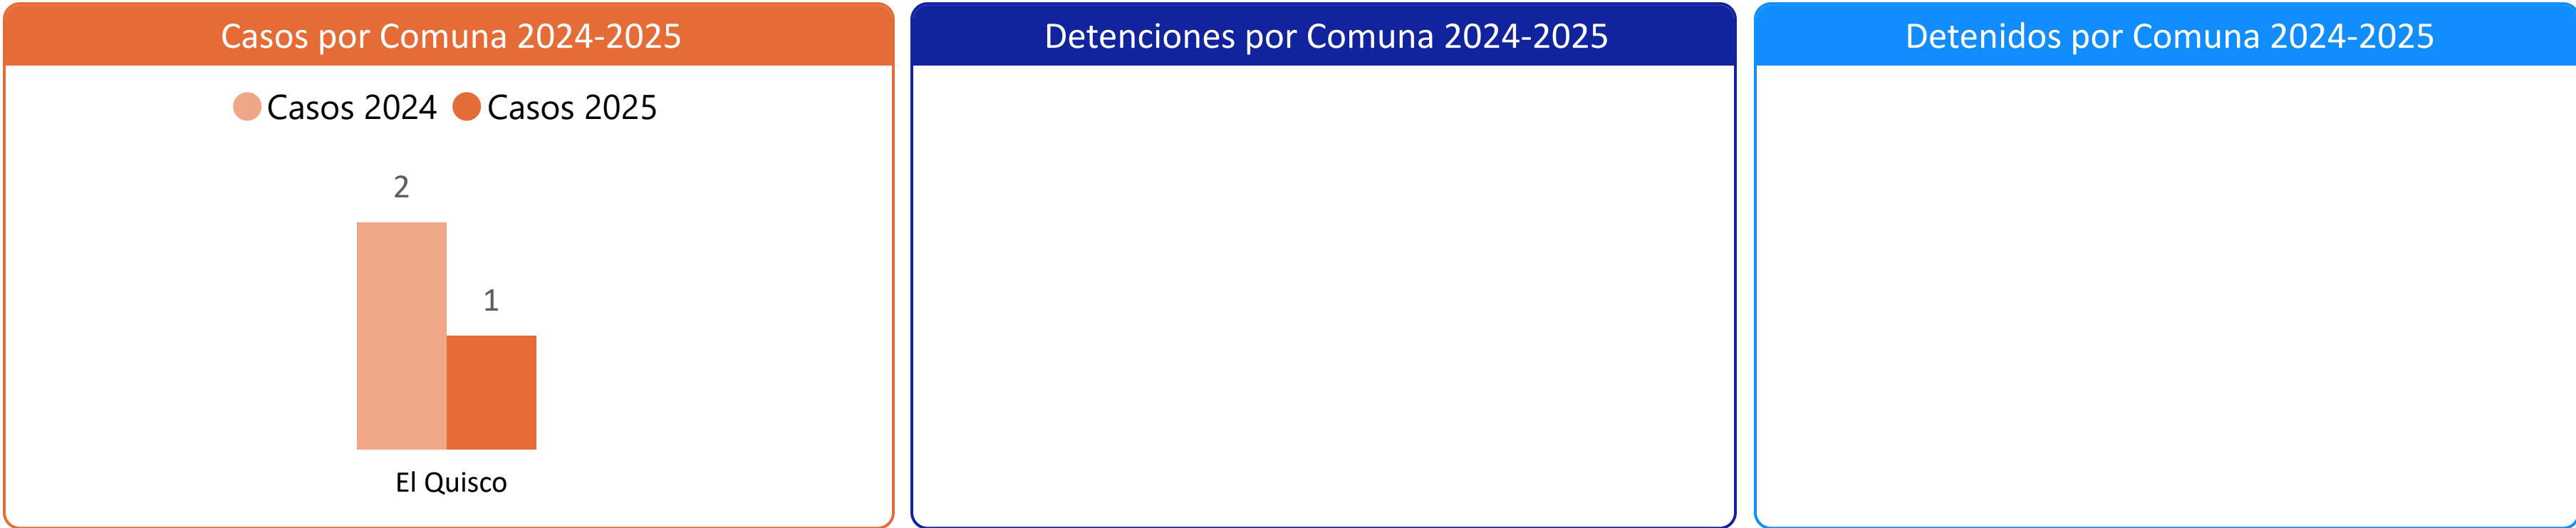 Casos por Comuna 2024-2025
Casos 2024 Casos 2025
2
1
El Quisco
Detenciones por Comuna 2024-2025
Detenidos por Comuna 2024-2025